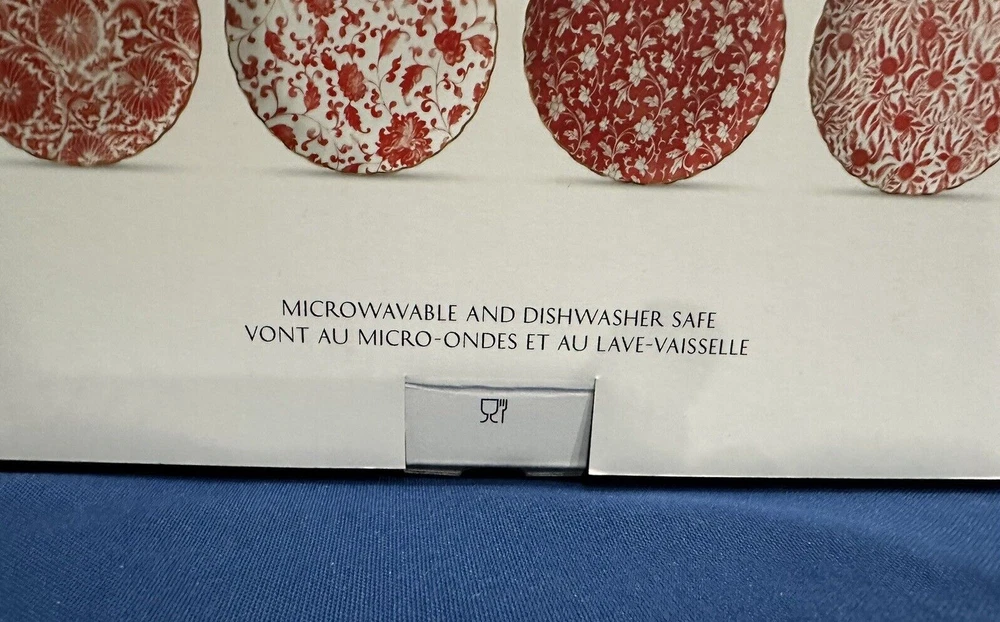 MICROWAVABLE AND DISHWASHER SAFE
VONT AU MICRO-ONDES ET AU LAVE-VAISSELLE